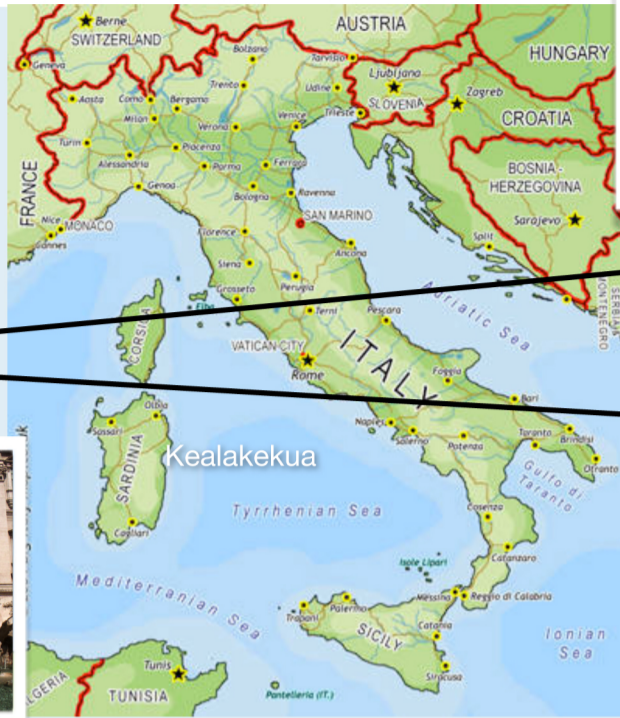 Berne
SWITZERLAND
AUSTRIA
HUNGARY
Geneva
Bolzano
Tarvisio
Ljubljana
Trento
Udine
SLOVENIA
Zagreb
Aosta
Como
Bergamo
Milan
Verona
Venice
Trieste
CROATIA
Turin
Piacenza
Alessandria
Parma
Ferrara
BOSNIA -
HERZEGOVINA
Genoa
Bologna
Ravenna
FRANCE
Nice
MONACO
SAN MARINO
Sarajevo
Cannes
Florence
Ancona
Split
Siena
Perugia
Grosseto
Elba
Adriatic Sea
MONTENEGRO
CORSICA
Terni
Pescara
VATICAN CITY
ITALY
Rome
Foggia
Olbia
Bari
Sassari
Naples
Salerno
Potenza
Taranto
Brindisi
Kealakekua
SARDINIA
Otranto
Gulfo di
Taranto
Tyrrhenian Sea
Cosenza
Cagliari
Catanzaro
Isole Lipari
Mediterranean Sea
Messina
Reggio di Calabria
Trapani
Palermo
SICILY
Catania
Ionian
Sea
Tunis
Siracusa
TUNISIA
Pantelleria (IT.)